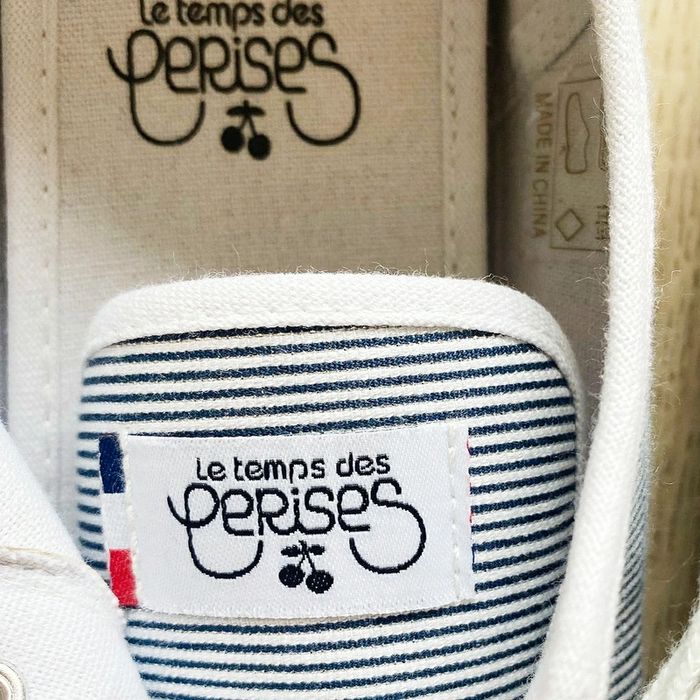 Le temps des
Cerises
MADE IN CHINA
Le temps des
Cerises